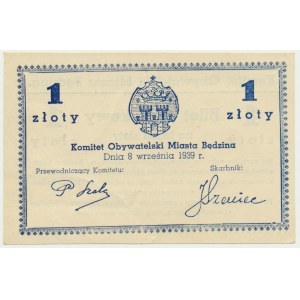 1 1
złoty złoty
Komitet Obywatelski Miasta Będzina
Dnia 8 września 1939 r.
Przewodniczący Komitetu: Skarbnik: